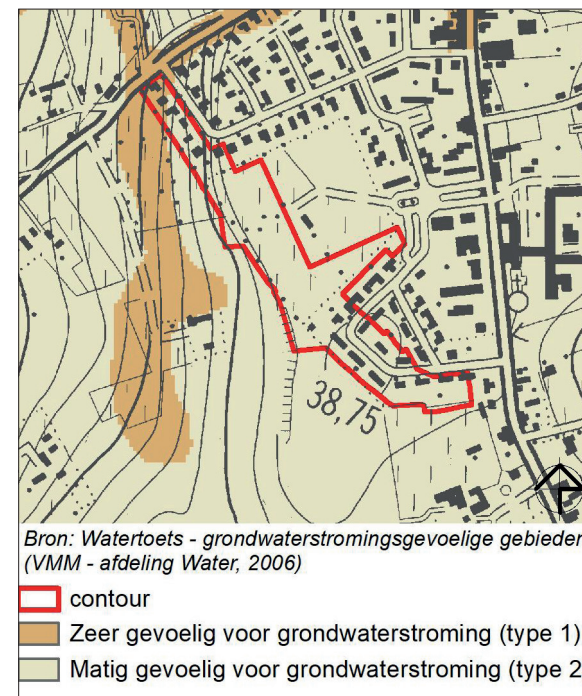 38,75
Bron: Watertoets - grondwaterstromingsgevoelige gebieden
(VMM - afdeling Water, 2006)
contour
Zeer gevoelig voor grondwaterstroming (type 1)
Matig gevoelig voor grondwaterstroming (type 2